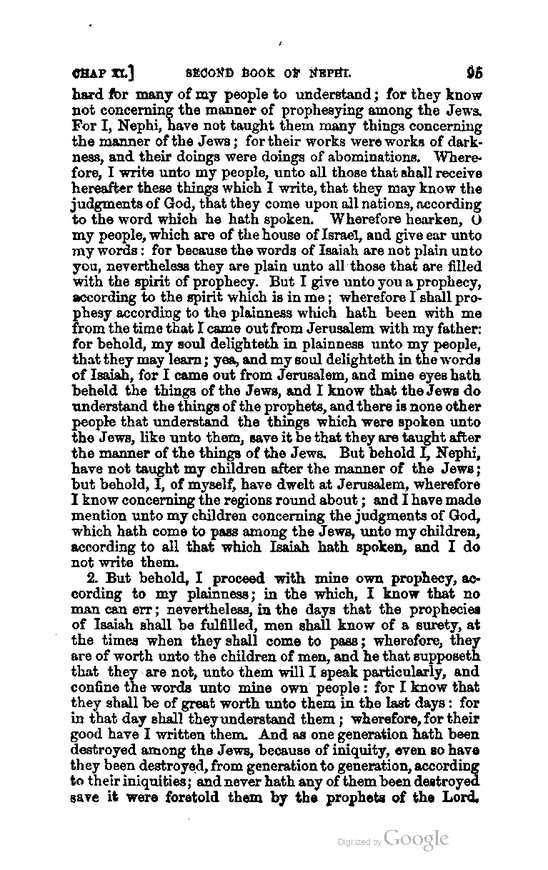 CHAP XI.] SECOND BOOK OF NEPHI. 95
hard for many of my people to understand; for they know
not concerning the manner of prophesying among the Jews.
For I, Nephi, have not taught them many things concerning
the manner of the Jews; for their works were works of dark-
ness, and their doings were doings of abominations. Where-
fore, I write unto my people, unto all those that shall receive
hereafter these things which I write, that they may know the
judgments of God, that they come upon all nations, according
to the word which he hath spoken. Wherefore hearken, O
my people, which are of the house of Israel, and give ear unto
my words: for because the words of Isaiah are not plain unto
you, nevertheless they are plain unto all those that are filled
with the spirit of prophecy. But I give unto you a prophecy,
according to the spirit which is in me; wherefore I shall pro-
phesy according to the plainness which hath been with me
from the time that I came out from Jerusalem with my father:
for behold, my soul delighteth in plainness unto my people,
that they may learn; yea, and my soul delighteth in the words
of Isaiah, for I came out from Jerusalem, and mine eyes hath
beheld the things of the Jews, and I know that the Jews do
understand the things of the prophets, and there is none other
people that understand the things which were spoken unto
the Jews, like unto them, save it be that they are taught after
the manner of the things of the Jews. But behold I, Nephi,
have not taught my children after the manner of the Jews;
but behold, I, of myself, have dwelt at Jerusalem, wherefore
I know concerning the regions round about; and I have made
mention unto my children concerning the judgments of God,
which hath come to pass among the Jews, unto my children,
according to all that which Isaiah hath spoken, and I do
not write them.
2. But behold, I proceed with mine own prophecy, ac-
cording to my plainness; in the which, I know that no
man can err; nevertheless, in the days that the prophecies
of Isaiah shall be fulfilled, men shall know of a surety, at
the times when they shall come to pass; wherefore, they
are of worth unto the children of men, and he that supposeth
that they are not, unto them will I speak particularly, and
confine the words unto mine own people: for I know that
they shall be of great worth unto them in the last days: for
in that day shall they understand them; wherefore, for their
good have I written them. And as one generation hath been
destroyed among the Jews, because of iniquity, even so have
they been destroyed, from generation to generation, according
to their iniquities; and never hath any of them been destroyed
save it were foretold them by the prophets of the Lord.
Digitized by Google